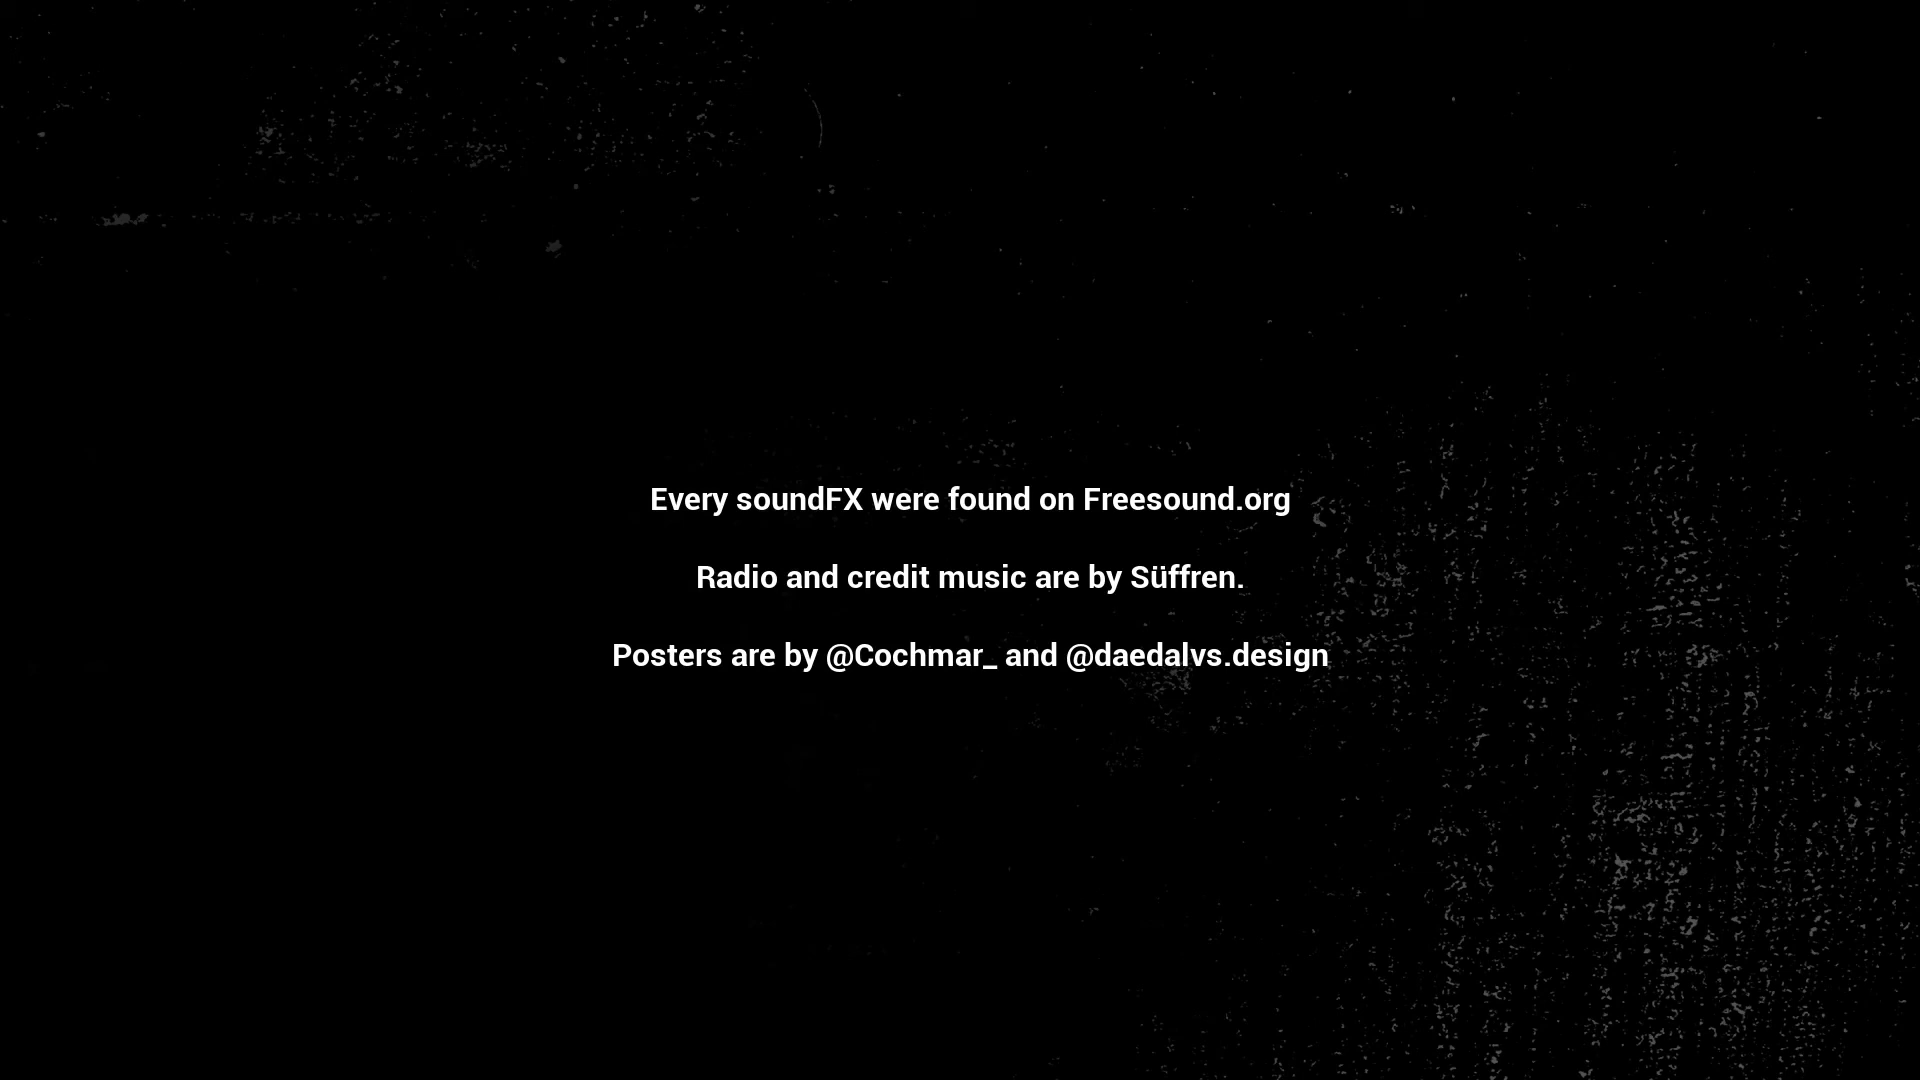 Every soundFX were found on Freesound.org
Radio and credit music are by Süffren.
Posters are by @Cochmar_ and @daedalvs.design